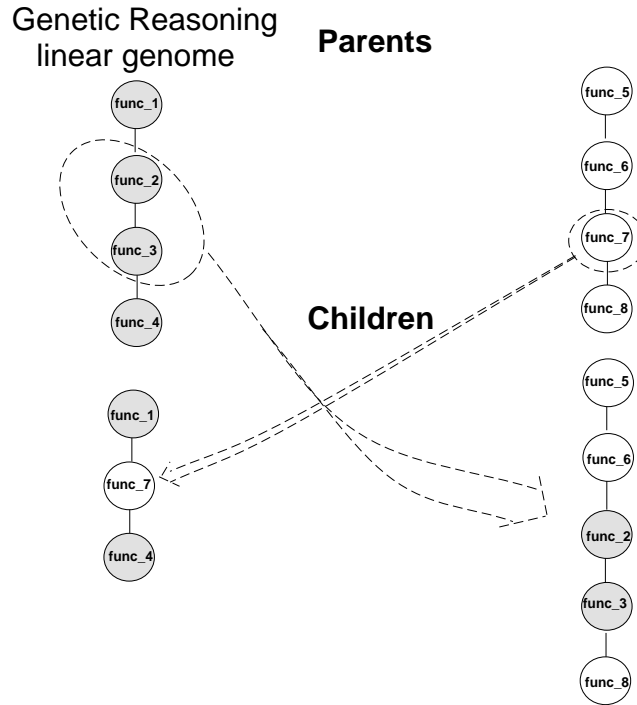 Genetic Reasoning
linear genome
Parents
func_1
func_2
func_3
func_4
func_5
func_6
func_7
func_8
Children
func_1
func_7
func_4
func_5
func_6
func_2
func_3
func_8